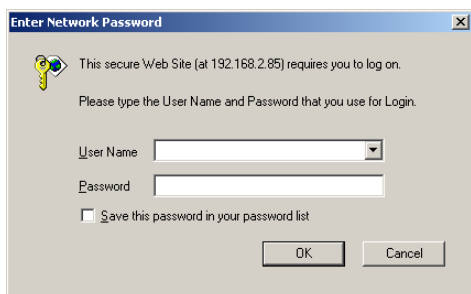 Enter Network Password
This secure Web Site (at 192.168.2.85) requires you to log on.
Please type the User Name and Password that you use for Login.
User Name
Password
Save this password in your password list
OK Cancel